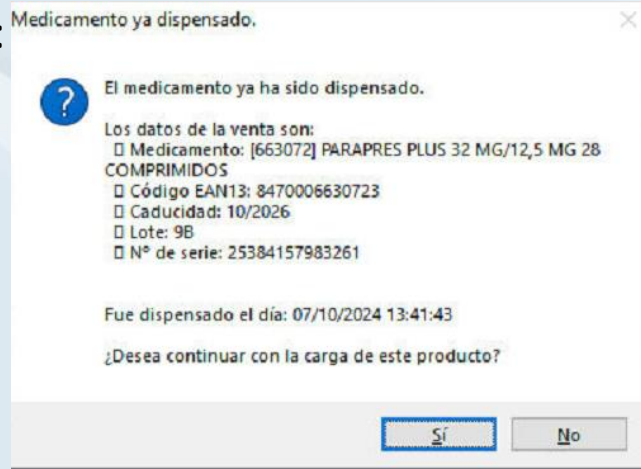 Medicamento ya dispensado.
El medicamento ya ha sido dispensado.
Los datos de la venta son:
▯ Medicamento: [663072] PARAPRES PLUS 32 MG/12,5 MG 28
COMPRIMIDOS
▯ Código EAN13: 8470006630723
▯ Caducidad: 10/2026
▯ Lote: 9B
▯ Nº de serie: 25384157983261
Fue dispensado el día: 07/10/2024 13:41:43
¿Desea continuar con la carga de este producto?
Sí
No